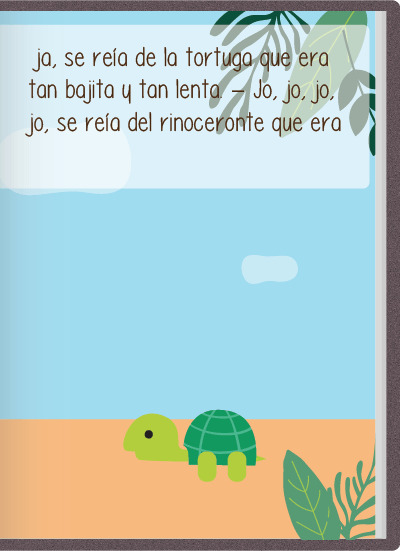 ja, se reía de la tortuga que era
tan bajita y tan lenta. – Jo, jo, jo,
jo, se reía del rinoceronte que era